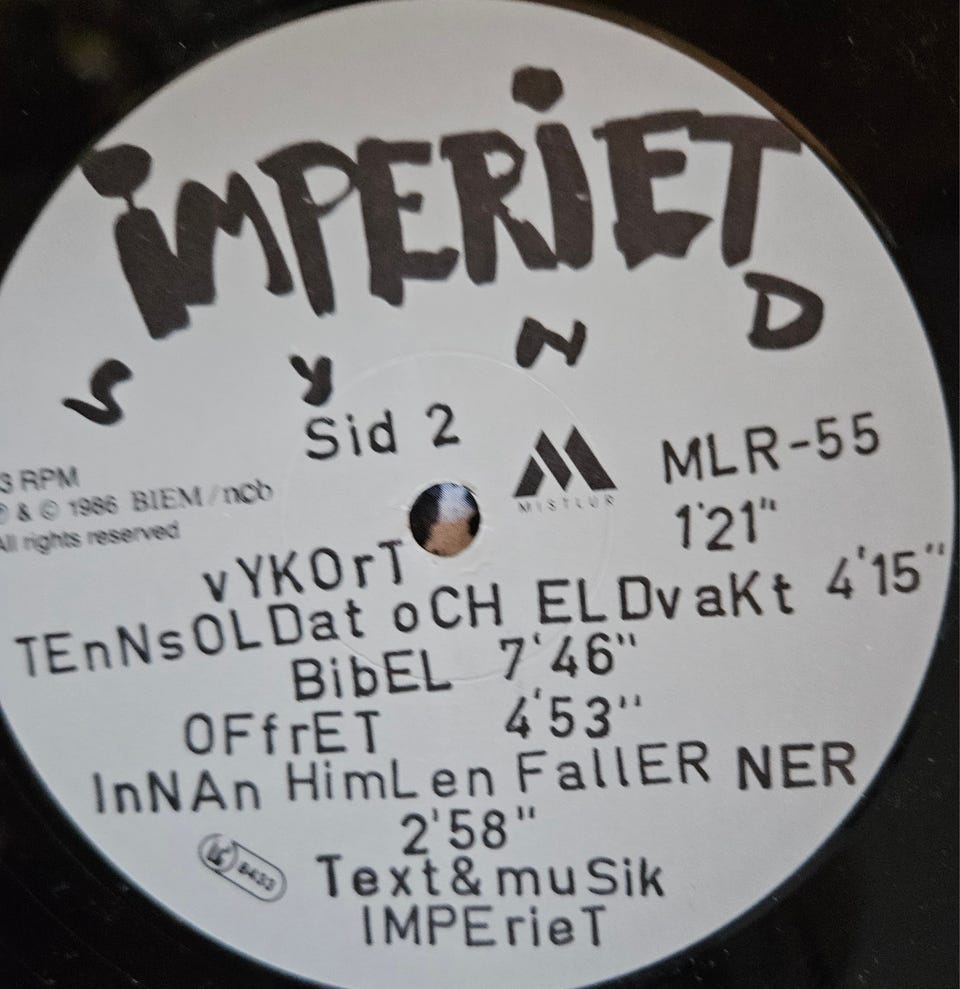 iMPERiET
SYND
Sid 2
MISTLUR
MLR-55
3 RPM
℗ & © 1986 BIEM/ncb
All rights reserved
vYKOrT 1'21"
TEnNsOLDat oCH ELDvaKt 4'15"
BibEL 7'46"
OFfrET 4'53"
InNAn HimLen FallER NER
2'58"
Text&muSik
IMPErieT